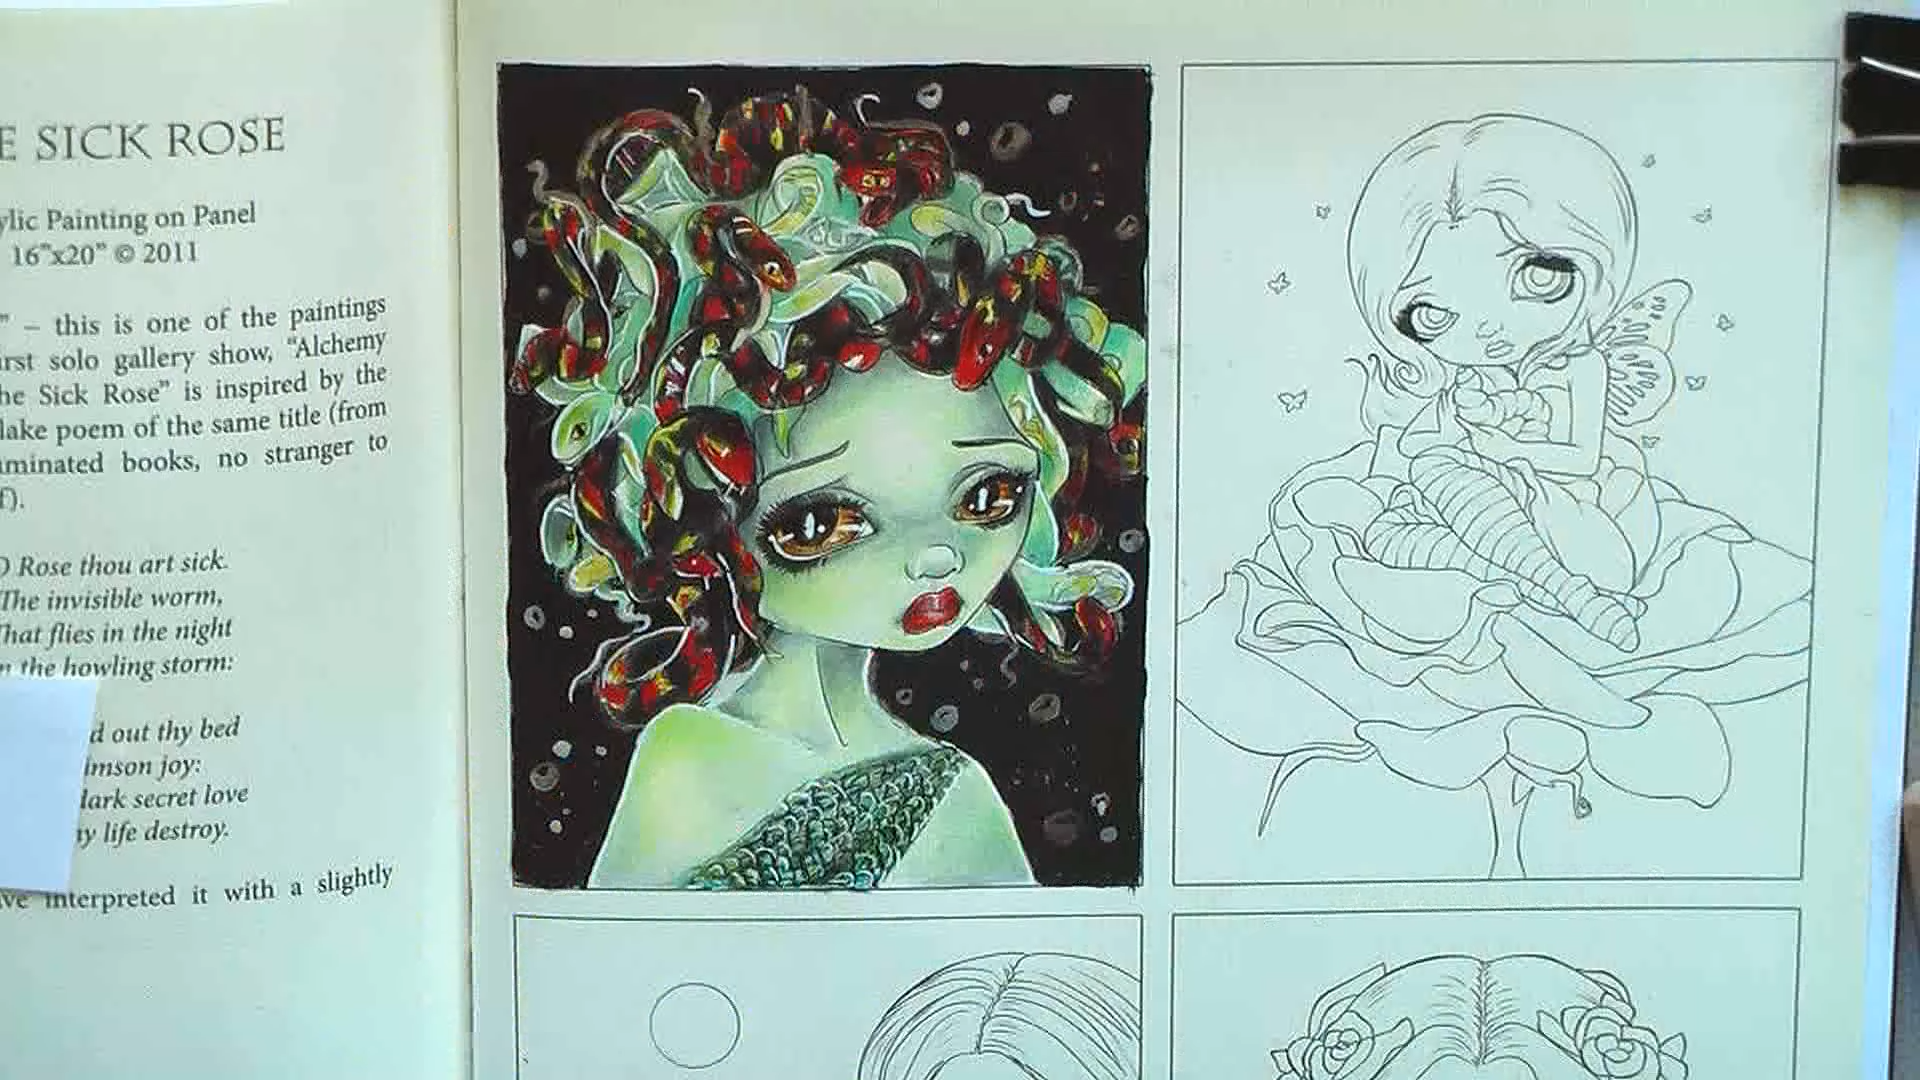 E SICK ROSE
ylic Painting on Panel
16"x20" © 2011
" – this is one of the paintings
rst solo gallery show, "Alchemy
he Sick Rose" is inspired by the
lake poem of the same title (from
uminated books, no stranger to
f).
O Rose thou art sick.
The invisible worm,
That flies in the night
n the howling storm:
d out thy bed
imson joy:
dark secret love
y life destroy.
ve interpreted it with a slightly